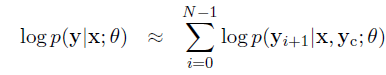 log p(y|x; θ) ≈ ∑_{i=0}^{N−1} log p(y_{i+1}|x, y_c; θ)